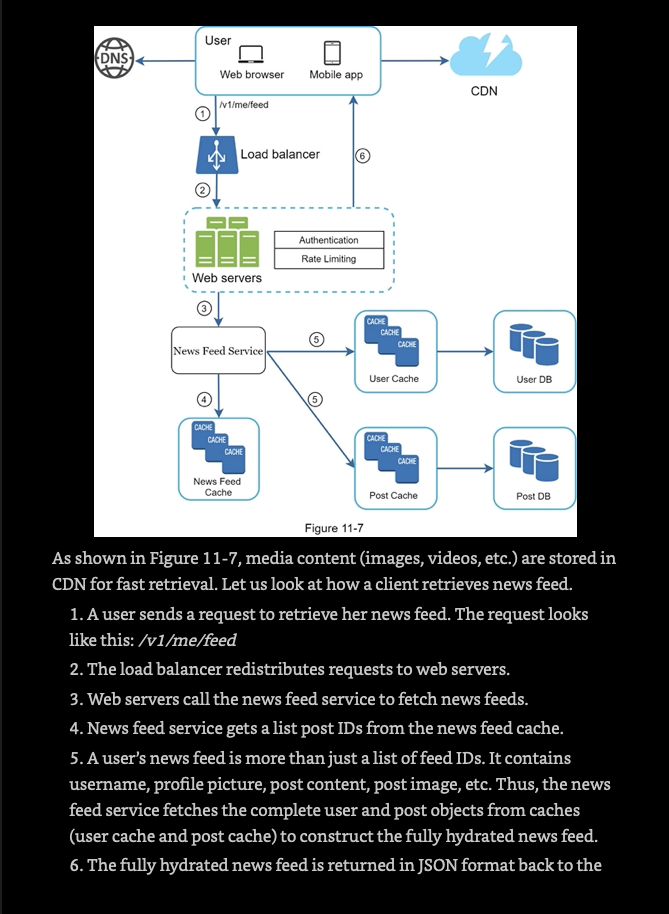 User
DNS
Web browser
Mobile app
CDN
/v1/me/feed
1
Load balancer
6
2
Authentication
Rate Limiting
Web servers
3
News Feed Service
5
CACHE
CACHE
CACHE
User Cache
User DB
4
5
CACHE
CACHE
CACHE
News Feed
Cache
CACHE
CACHE
CACHE
Post Cache
Post DB
Figure 11-7
As shown in Figure 11-7, media content (images, videos, etc.) are stored in
CDN for fast retrieval. Let us look at how a client retrieves news feed.
1. A user sends a request to retrieve her news feed. The request looks
like this: /v1/me/feed
2. The load balancer redistributes requests to web servers.
3. Web servers call the news feed service to fetch news feeds.
4. News feed service gets a list post IDs from the news feed cache.
5. A user’s news feed is more than just a list of feed IDs. It contains
username, profile picture, post content, post image, etc. Thus, the news
feed service fetches the complete user and post objects from caches
(user cache and post cache) to construct the fully hydrated news feed.
6. The fully hydrated news feed is returned in JSON format back to the